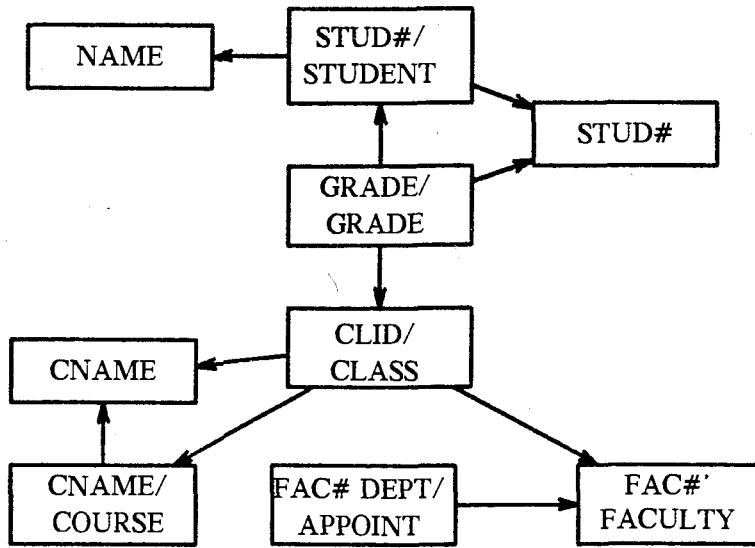 NAME
STUD#/
STUDENT
STUD#
GRADE/
GRADE
CLID/
CLASS
CNAME
CNAME/
COURSE
FAC# DEPT/
APPOINT
FAC#'
FACULTY